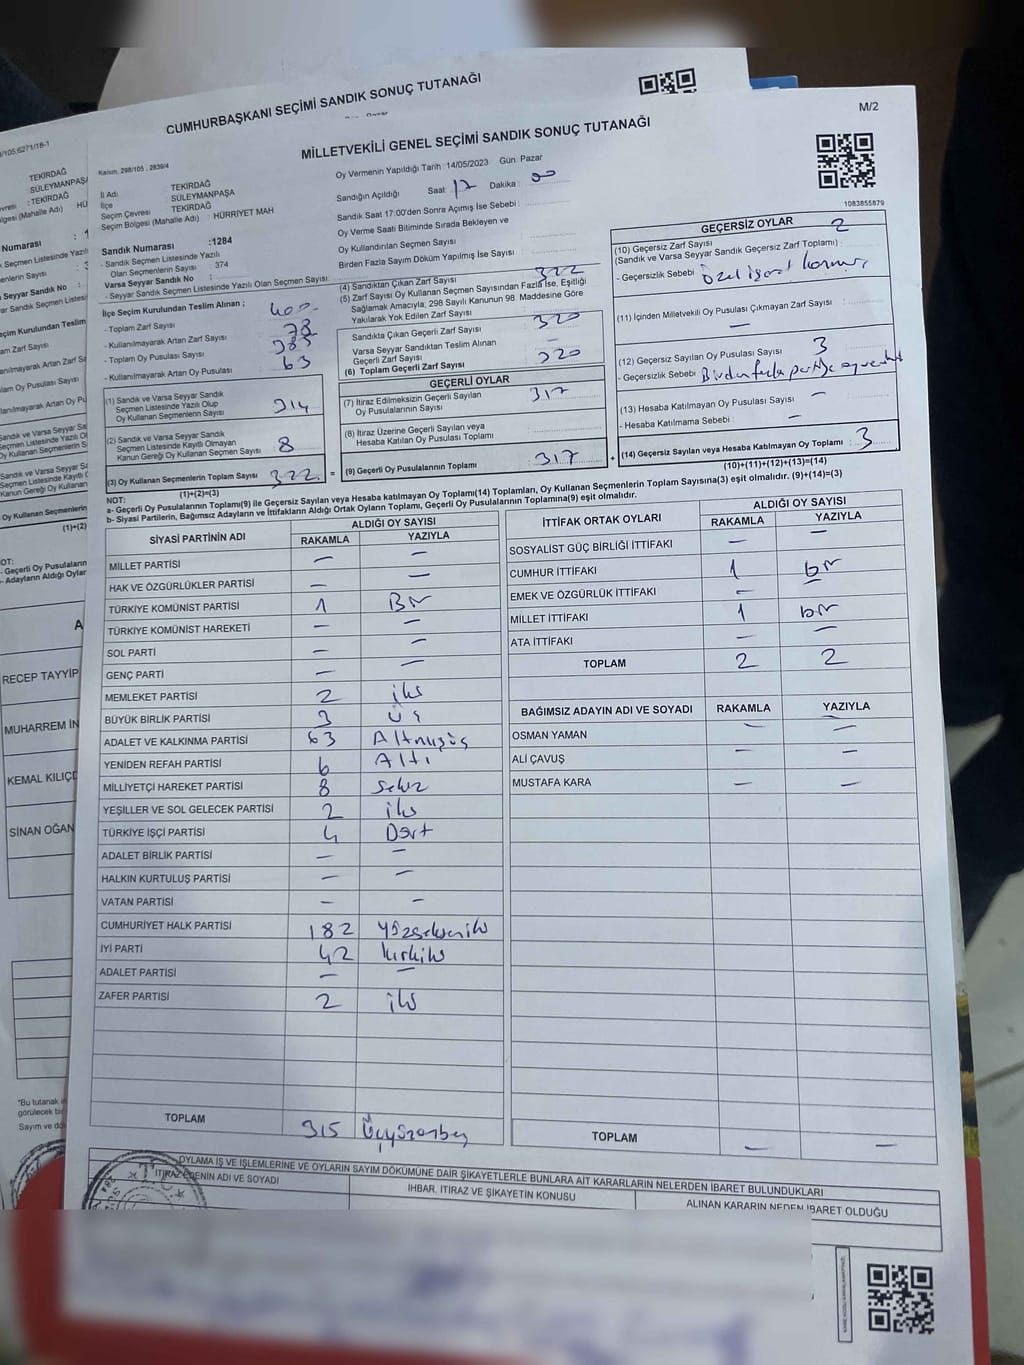 CUMHURBAŞKANI SEÇİMİ SANDIK SONUÇ TUTANAĞI
M/2
MİLLETVEKİLİ GENEL SEÇİMİ SANDIK SONUÇ TUTANAĞI
Kanun. 298/105 : 2839/4
İl Adı : TEKİRDAĞ
İlçe : SÜLEYMANPAŞA
Seçim Çevresi : TEKİRDAĞ
Seçim Bölgesi (Mahalle Adı) : HÜRRİYET MAH
Sandık Numarası :1284
- Sandık Seçmen Listesinde Yazılı
Olan Seçmenlerin Sayısı : 374
Varsa Seyyar Sandık No :
- Seyyar Sandık Seçmen Listesinde Yazılı Olan Seçmen Sayısı:
İlçe Seçim Kurulundan Teslim Alınan ;
- Toplam Zarf Sayısı 400
- Kullanılmayarak Artan Zarf Sayısı 78
- Toplam Oy Pusulası Sayısı 385
- Kullanılmayarak Artan Oy Pusulası 63
(1) Sandık ve Varsa Seyyar Sandık
Seçmen Listesinde Yazılı Olup
Oy Kullanan Seçmenlerin Sayısı 314
(2) Sandık ve Varsa Seyyar Sandık
Seçmen Listesinde Kayıtlı Olmayan
Kanun Gereği Oy Kullanan Seçmenlerin Sayısı 8
(3) Oy Kullanan Seçmenlerin Toplam Sayısı 322 =
(1)+(2)=(3)
Oy Vermenin Yapıldığı Tarih : 14/05/2023 Gün: Pazar
Sandığın Açıldığı Saat : 17 Dakika : 00
Sandık Saat 17:00'den Sonra Açılmış İse Sebebi :
Oy Verme Saati Bitiminde Sırada Bekleyen ve
Oy Kullandırılan Seçmen Sayısı
Birden Fazla Sayım Döküm Yapılmış İse Sayısı
(4) Sandıktan Çıkan Zarf Sayısı 322
(5) Zarf Sayısı Oy Kullanan Seçmen Sayısından Fazla İse, Eşitliği
Sağlamak Amacıyla, 298 Sayılı Kanunun 98. Maddesine Göre
Yakılarak Yok Edilen Zarf Sayısı
Sandıkta Çıkan Geçerli Zarf Sayısı 320
Varsa Seyyar Sandıktan Teslim Alınan
Geçerli Zarf Sayısı —
(6) Toplam Geçerli Zarf Sayısı 320
GEÇERLİ OYLAR
(7) İtiraz Edilmeksizin Geçerli Sayılan
Oy Pusulalarının Sayısı 317
(8) İtiraz Üzerine Geçerli Sayılan veya
Hesaba Katılan Oy Pusulası Toplamı
(9) Geçerli Oy Pusulalarının Toplamı 317 +
1083855879
GEÇERSİZ OYLAR
(10) Geçersiz Zarf Sayısı 2
(Sandık ve Varsa Seyyar Sandık Geçersiz Zarf Toplamı) :
- Geçersizlik Sebebi Özel işaret
(11) İçinden Milletvekili Oy Pusulası Çıkmayan Zarf Sayısı
—
(12) Geçersiz Sayılan Oy Pusulası Sayısı 3
- Geçersizlik Sebebi Birden fazla partiye
(13) Hesaba Katılmayan Oy Pusulası Sayısı —
- Hesaba Katılmama Sebebi : —
(14) Geçersiz Sayılan veya Hesaba Katılmayan Oy Toplamı : 3
(10)+(11)+(12)+(13)=(14)
NOT:
a- Geçerli Oy Pusulalarının Toplamı(9) ile Geçersiz Sayılan veya Hesaba katılmayan Oy Toplamı(14) Toplamları, Oy Kullanan Seçmenlerin Toplam Sayısına(3) eşit olmalıdır. (9)+(14)=(3)
b- Siyasi Partilerin, Bağımsız Adayların ve İttifakların Aldığı Ortak Oyların Toplamı, Geçerli Oy Pusulalarının Toplamına(9) eşit olmalıdır.
SİYASİ PARTİNİN ADI ALDIĞI OY SAYISI
RAKAMLA YAZIYLA
MİLLET PARTİSİ — —
HAK VE ÖZGÜRLÜKLER PARTİSİ — —
TÜRKİYE KOMÜNİST PARTİSİ 1 Bir
TÜRKİYE KOMÜNİST HAREKETİ — —
SOL PARTİ — —
GENÇ PARTİ — —
MEMLEKET PARTİSİ 2 iki
BÜYÜK BİRLİK PARTİSİ 3 üç
ADALET VE KALKINMA PARTİSİ 63 Altmışüç
YENİDEN REFAH PARTİSİ 6 Altı
MİLLİYETÇİ HAREKET PARTİSİ 8 Sekiz
YEŞİLLER VE SOL GELECEK PARTİSİ 2 iki
TÜRKİYE İŞÇİ PARTİSİ 4 Dört
ADALET BİRLİK PARTİSİ — —
HALKIN KURTULUŞ PARTİSİ — —
VATAN PARTİSİ — —
CUMHURİYET HALK PARTİSİ 182 Yüzsekseniki
İYİ PARTİ 42 kırkiki
ADALET PARTİSİ — —
ZAFER PARTİSİ 2 iki
TOPLAM 315 Üçyüzonbeş
İTTİFAK ORTAK OYLARI ALDIĞI OY SAYISI
RAKAMLA YAZIYLA
SOSYALİST GÜÇ BİRLİĞİ İTTİFAKI — —
CUMHUR İTTİFAKI 1 bir
EMEK VE ÖZGÜRLÜK İTTİFAKI —
MİLLET İTTİFAKI 1 bir
ATA İTTİFAKI — —
TOPLAM 2 2
BAĞIMSIZ ADAYIN ADI VE SOYADI RAKAMLA YAZIYLA
OSMAN YAMAN — —
ALİ ÇAVUŞ — —
MUSTAFA KARA — —
TOPLAM — —
OYLAMA İŞ VE İŞLEMLERİNE VE OYLARIN SAYIM DÖKÜMÜNE DAİR ŞİKAYETLERLE BUNLARA AİT KARARLARIN NELERDEN İBARET BULUNDUKLARI
İTİRAZ EDENİN ADI VE SOYADI
İHBAR, İTİRAZ VE ŞİKAYETİN KONUSU
ALINAN KARARIN NEDEN İBARET OLDUĞU
TEKİRDAĞ
SÜLEYMANPAŞA
TEKİRDAĞ
RECEP TAYYİP
MUHARREM İN
KEMAL KILIÇD
SİNAN OĞAN